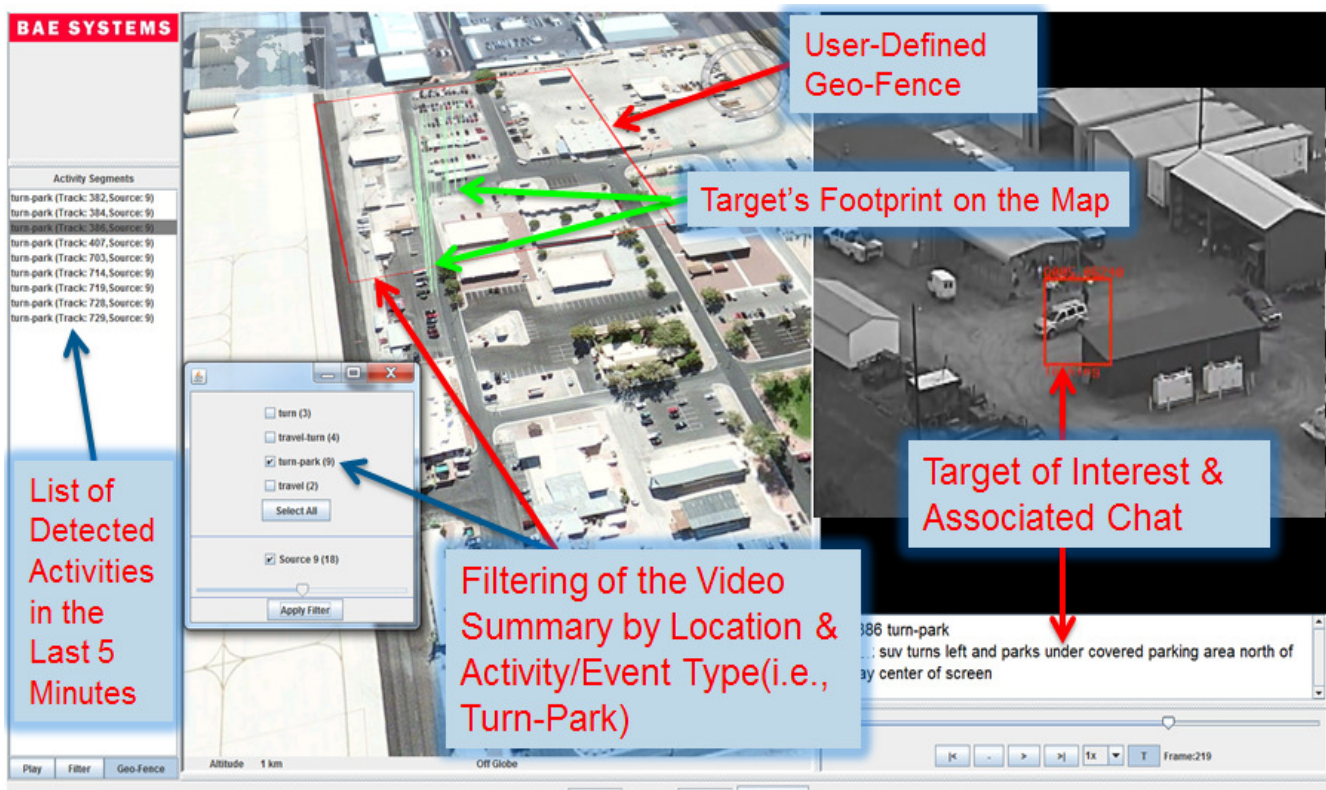 BAE SYSTEMS
Activity Segments
turn-park (Track: 382,Source: 9)
turn-park (Track: 384,Source: 9)
turn-park (Track: 386,Source: 9)
turn-park (Track: 407,Source: 9)
turn-park (Track: 703,Source: 9)
turn-park (Track: 714,Source: 9)
turn-park (Track: 719,Source: 9)
turn-park (Track: 728,Source: 9)
turn-park (Track: 729,Source: 9)
List of
Detected
Activities
in the
Last 5
Minutes
Play
Filter
Geo-Fence
User-Defined
Geo-Fence
Target's Footprint on the Map
turn (3)
travel-turn (4)
turn-park (9)
travel (2)
Select All
Source 9 (18)
Apply Filter
Filtering of the Video
Summary by Location &
Activity/Event Type(i.e.,
Turn-Park)
Altitude 1 km
Off Globe
Target of Interest &
Associated Chat
86 turn-park
: suv turns left and parks under covered parking area north of
ay center of screen
|<
-
>
>|
1x
T
Frame:219